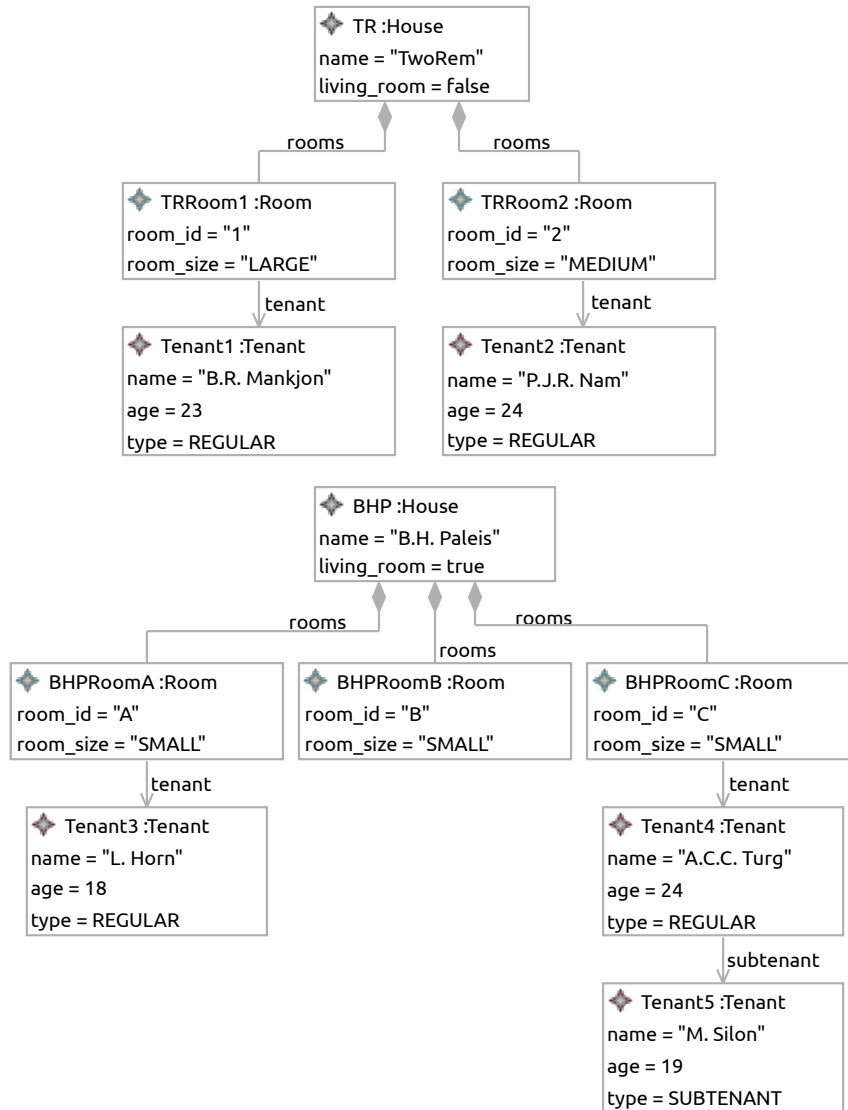 TR :House
name = "TwoRem"
living_room = false
rooms
rooms
TRRoom1 :Room
room_id = "1"
room_size = "LARGE"
TRRoom2 :Room
room_id = "2"
room_size = "MEDIUM"
tenant
tenant
Tenant1 :Tenant
name = "B.R. Mankjon"
age = 23
type = REGULAR
Tenant2 :Tenant
name = "P.J.R. Nam"
age = 24
type = REGULAR
BHP :House
name = "B.H. Paleis"
living_room = true
rooms
rooms
rooms
BHPRoomA :Room
room_id = "A"
room_size = "SMALL"
BHPRoomB :Room
room_id = "B"
room_size = "SMALL"
BHPRoomC :Room
room_id = "C"
room_size = "SMALL"
tenant
tenant
Tenant3 :Tenant
name = "L. Horn"
age = 18
type = REGULAR
Tenant4 :Tenant
name = "A.C.C. Turg"
age = 24
type = REGULAR
subtenant
Tenant5 :Tenant
name = "M. Silon"
age = 19
type = SUBTENANT